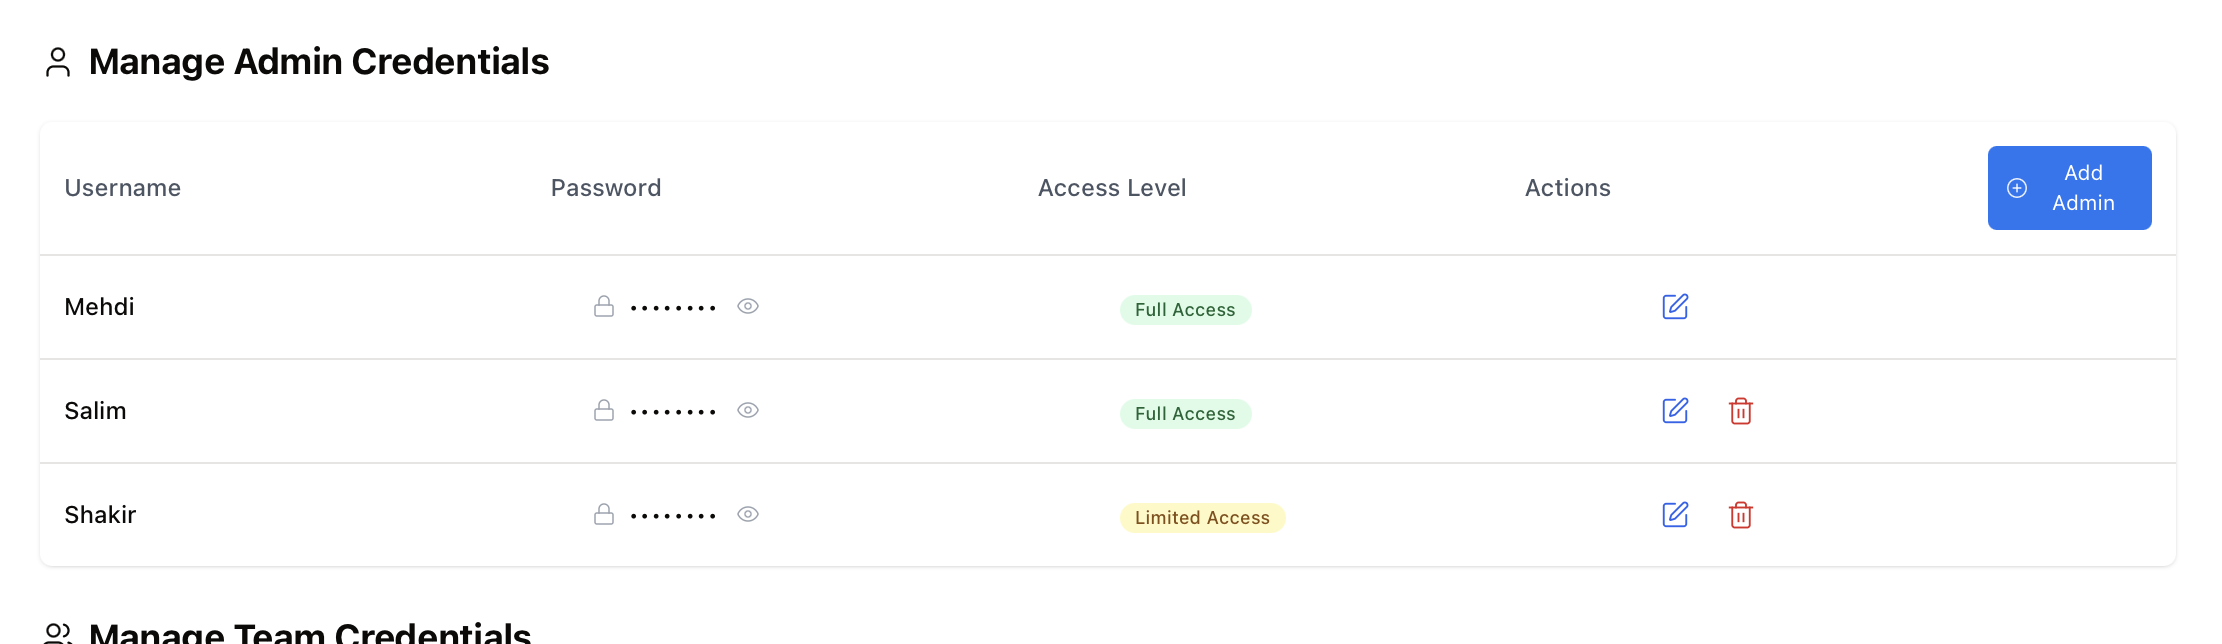 Manage Admin Credentials
Username Password Access Level Actions Add
Admin
Mehdi •••••••• Full Access
Salim •••••••• Full Access
Shakir •••••••• Limited Access
Manage Team Credentials